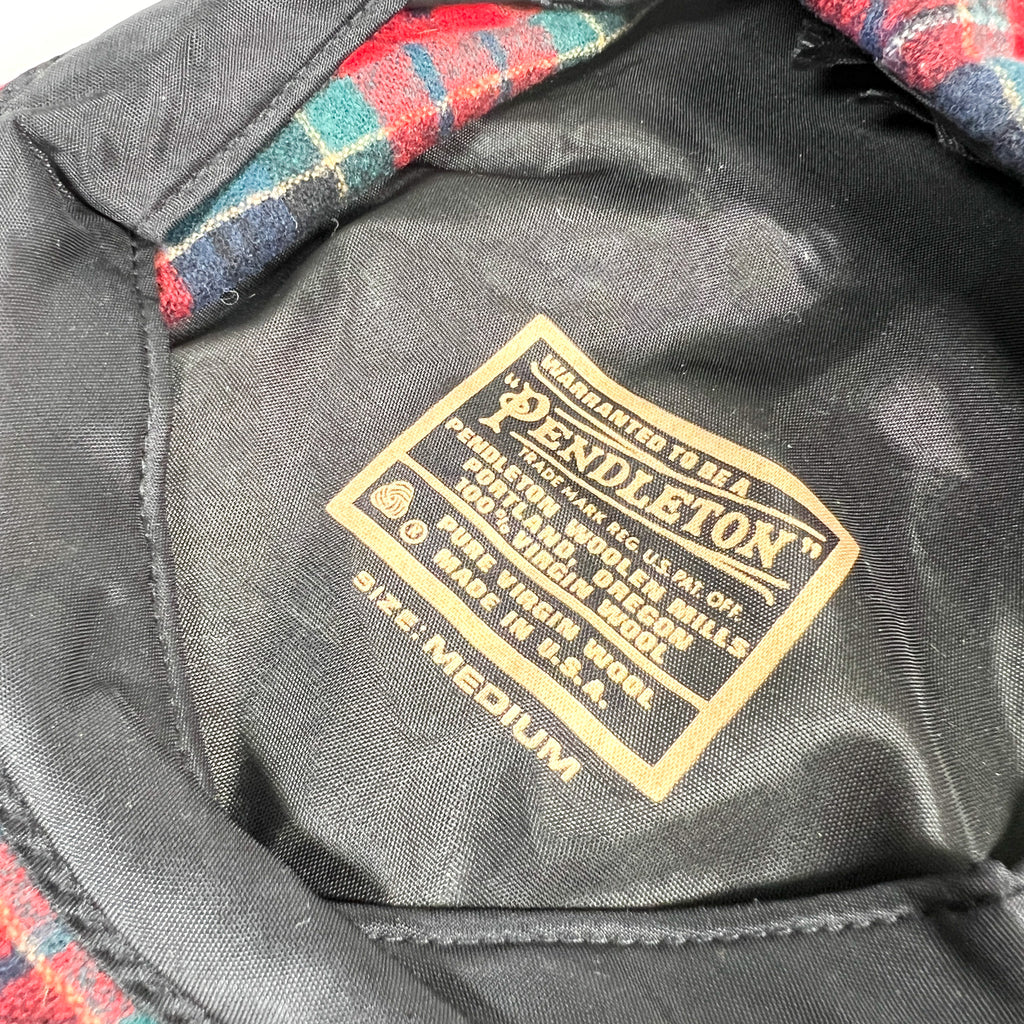 WARRANTED TO BE A
"PENDLETON"
TRADE MARK REG. U.S. PAT. OFF.
PENDLETON WOOLEN MILLS
PORTLAND, OREGON
100% VIRGIN WOOL
® PURE VIRGIN WOOL
MADE IN U.S.A.
SIZE: MEDIUM